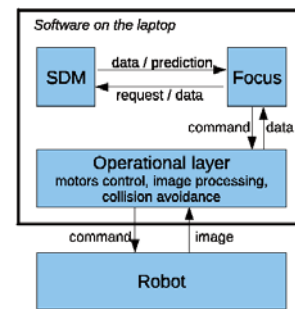 Software on the laptop
data / prediction
SDM
Focus
request / data
command
data
Operational layer
motors control, image processing,
collision avoidance
command
image
Robot